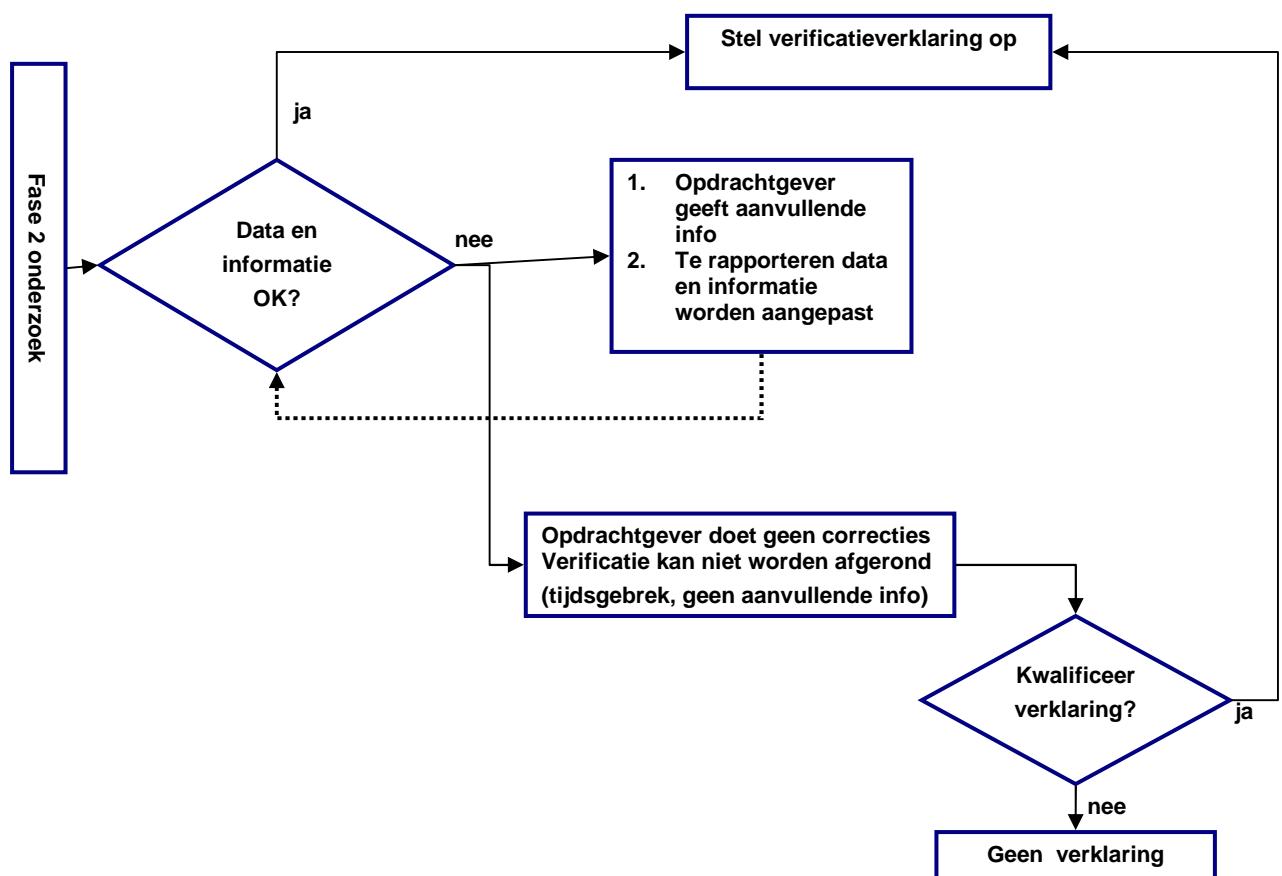 Stel verificatieverklaring op
ja
Fase 2 onderzoek
Data en
informatie
OK?
nee
1. Opdrachtgever
geeft aanvullende
info
2. Te rapporteren data
en informatie
worden aangepast
Opdrachtgever doet geen correcties
Verificatie kan niet worden afgerond
(tijdsgebrek, geen aanvullende info)
Kwalificeer
verklaring?
ja
nee
Geen verklaring